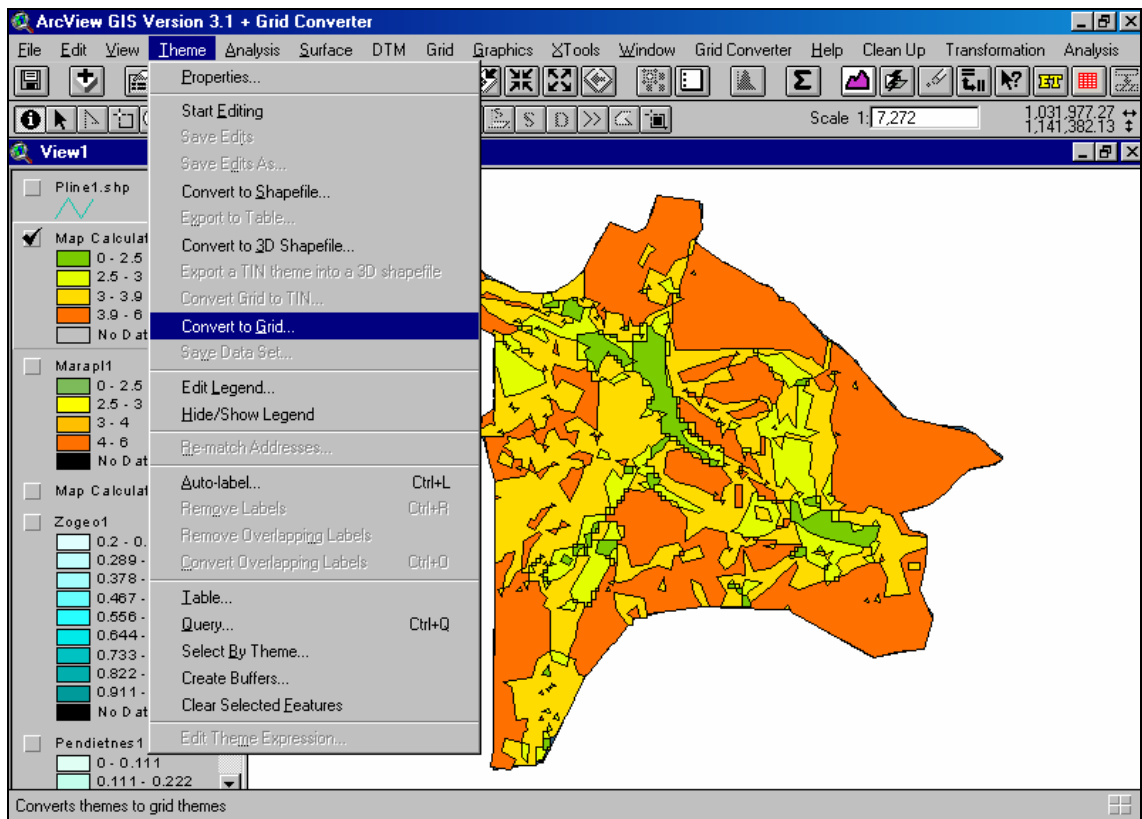 ArcView GIS Version 3.1 + Grid Converter
File Edit View Theme Analysis Surface DTM Grid Graphics XTools Window Grid Converter Help Clean Up Transformation Analysis
Scale 1: 7,272
1,031,977.27
1,141,382.13
View1
Properties...
Start Editing
Save Edits
Save Edits As...
Convert to Shapefile...
Export to Table...
Convert to 3D Shapefile...
Export a TIN theme into a 3D shapefile
Convert Grid to TIN...
Convert to Grid...
Save Data Set...
Edit Legend...
Hide/Show Legend
Re-match Addresses...
Auto-label... Ctrl+L
Remove Labels Ctrl+R
Remove Overlapping Labels
Convert Overlapping Labels Ctrl+O
Table...
Query... Ctrl+Q
Select By Theme...
Create Buffers...
Clear Selected Features
Edit Theme Expression...
Pline1.shp
Map Calculat
0 - 2.5
2.5 - 3
3 - 3.9
3.9 - 6
No Dat
Marapl1
0 - 2.5
2.5 - 3
3 - 4
4 - 6
No Dat
Map Calculat
Zogeo1
0.2 - 0.
0.289 -
0.378 -
0.467 -
0.556 -
0.644 -
0.733 -
0.822 -
0.911 -
No Dat
Pendietnes1
0 - 0.111
0.111 - 0.222
Converts themes to grid themes